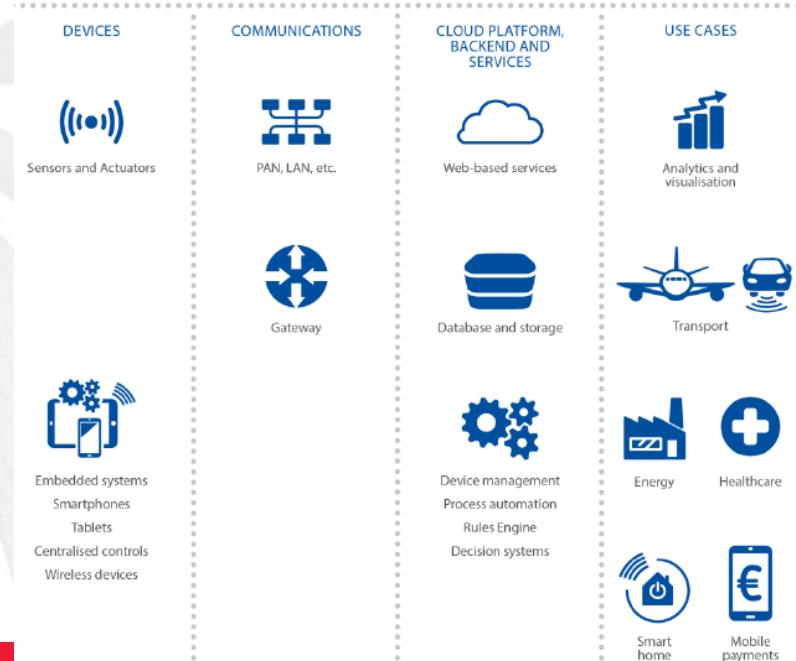 DEVICES
Sensors and Actuators
Embedded systems
Smartphones
Tablets
Centralised controls
Wireless devices
COMMUNICATIONS
PAN, LAN, etc.
Gateway
CLOUD PLATFORM,
BACKEND AND
SERVICES
Web-based services
Database and storage
Device management
Process automation
Rules Engine
Decision systems
USE CASES
Analytics and
visualisation
Transport
Energy
Healthcare
Smart
home
€
Mobile
payments